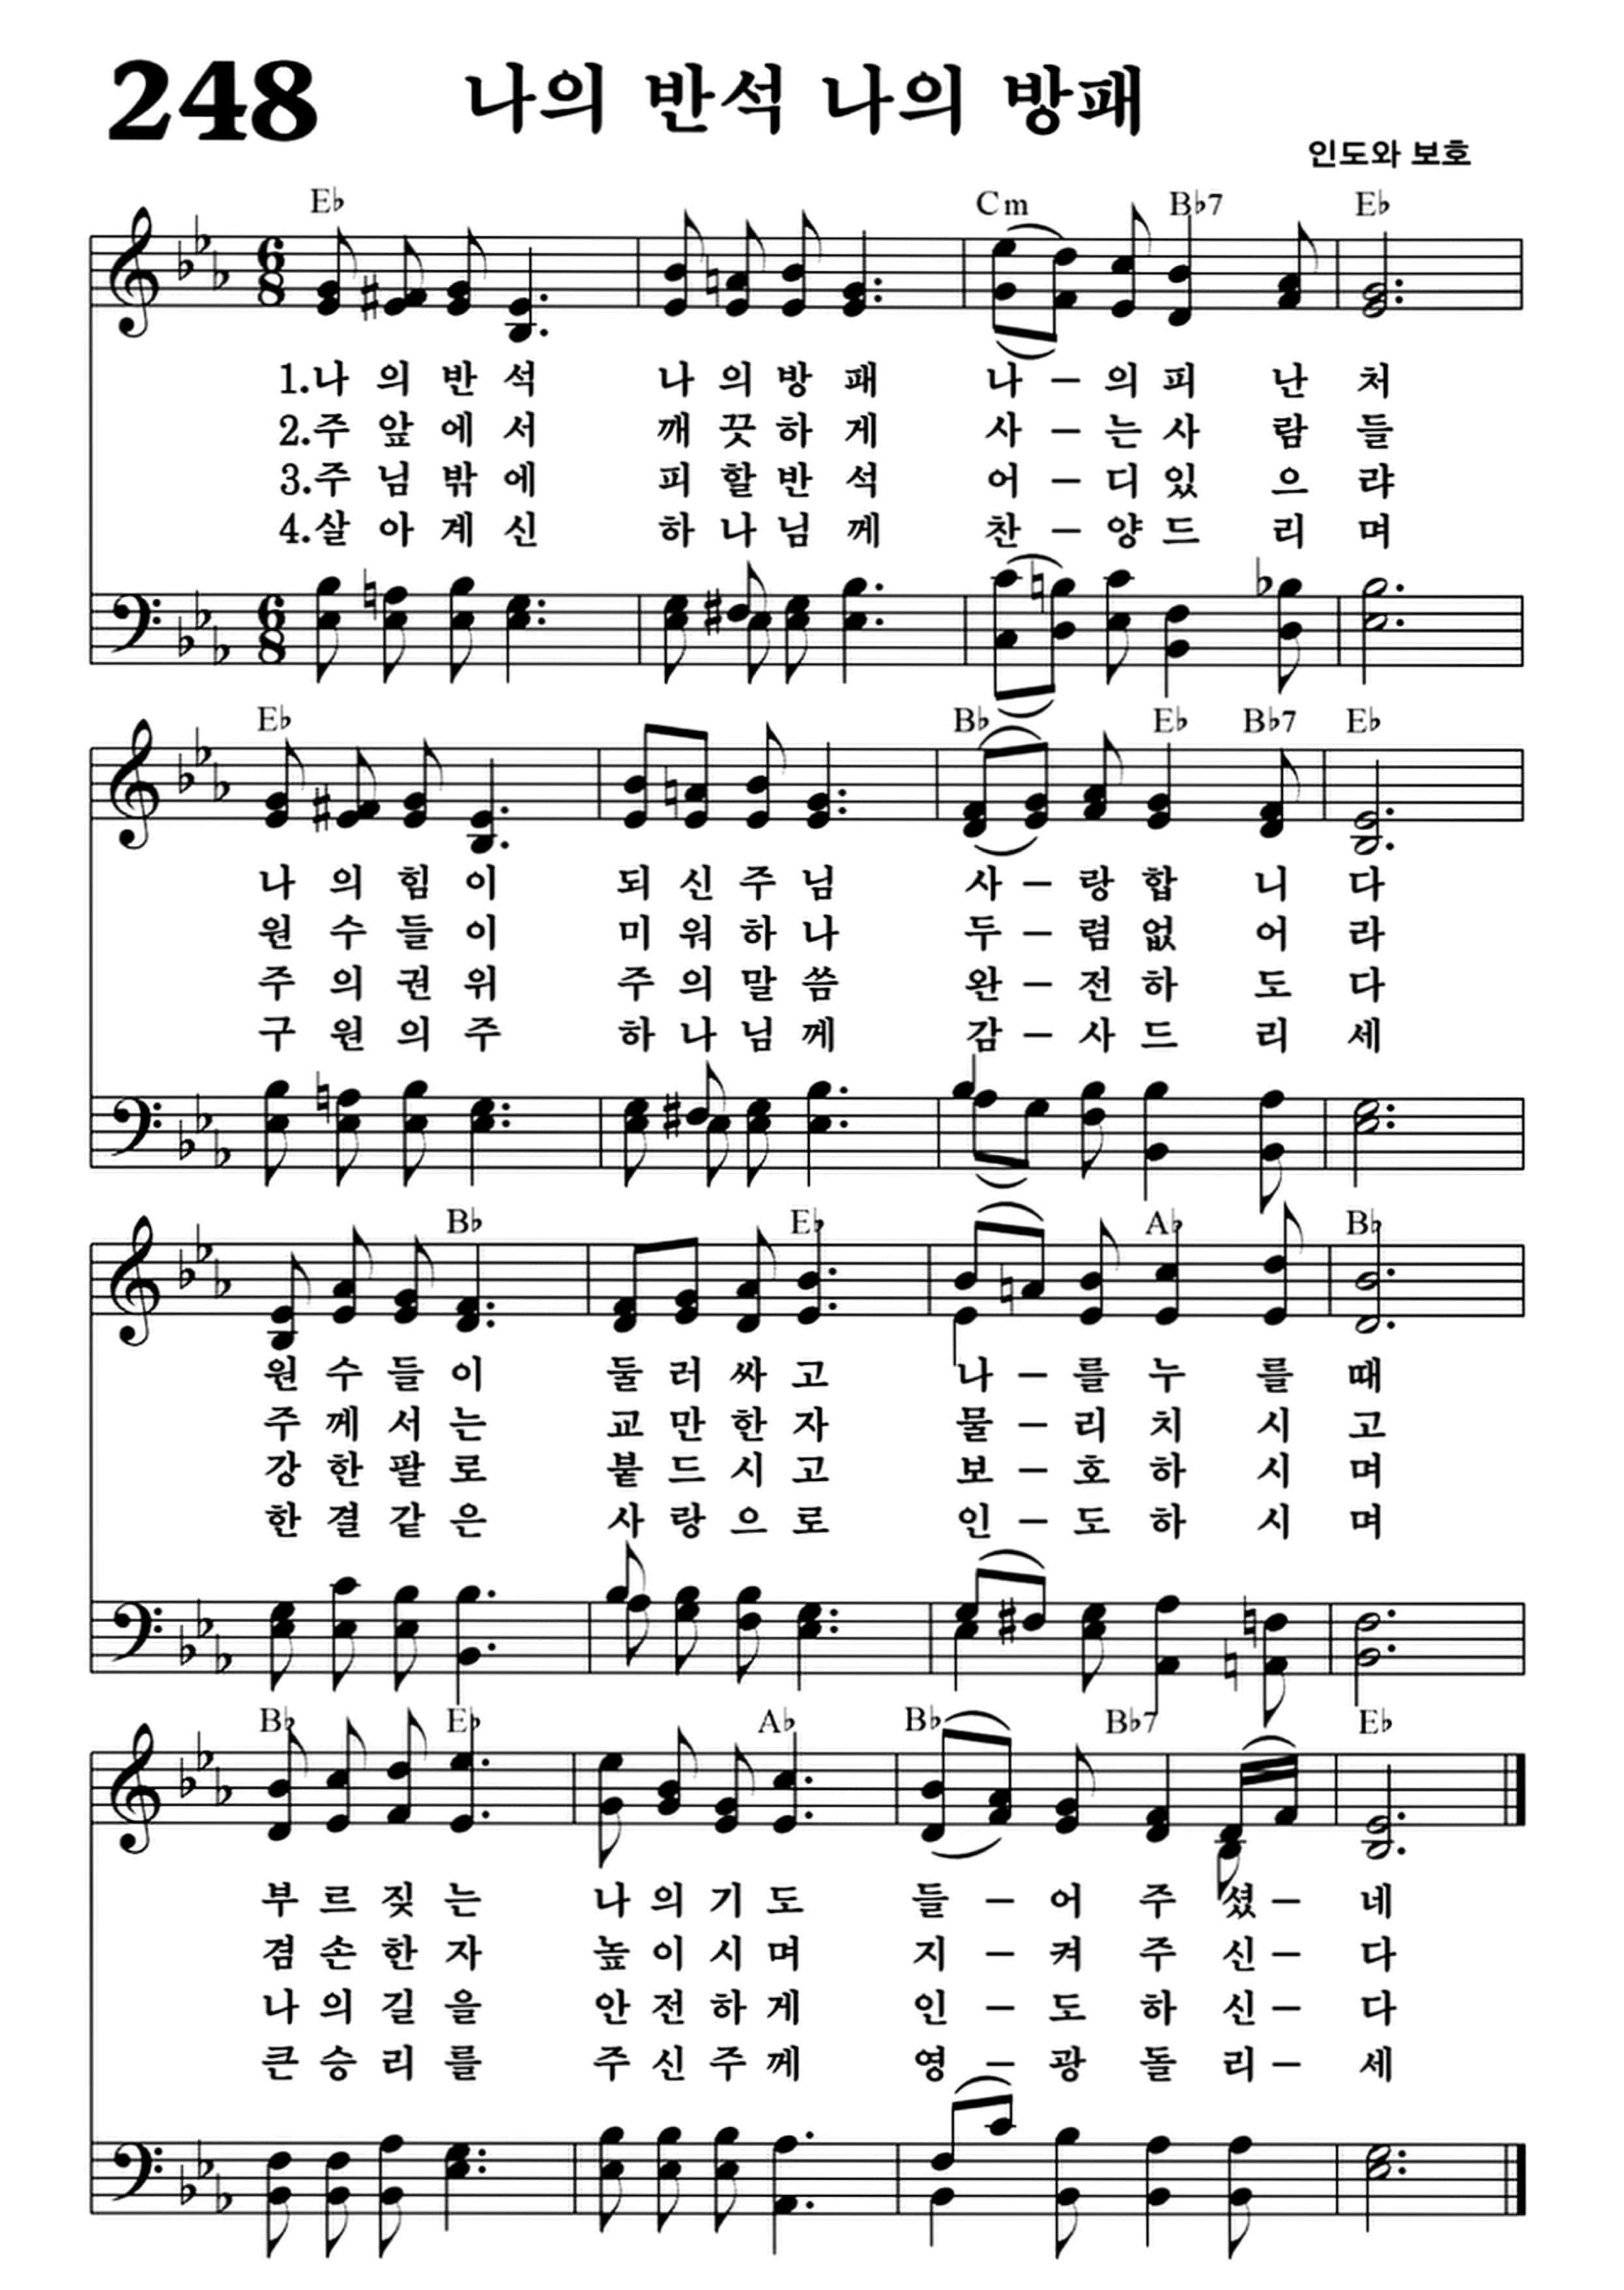 248 나의 반석 나의 방패
인도와 보호
E♭ Cm B♭7 E♭
1.나 의 반 석 나 의 방 패 나 – 의 피 난 처
2.주 앞 에 서 깨 끗 하 게 사 – 는 사 람 들
3.주 님 밖 에 피 할 반 석 어 – 디 있 으 랴
4.살 아 계 신 하 나 님 께 찬 – 양 드 리 며
E♭ B♭ E♭ B♭7 E♭
나 의 힘 이 되 신 주 님 사 – 랑 합 니 다
원 수 들 이 미 워 하 나 두 – 렴 없 어 라
주 의 권 위 주 의 말 씀 완 – 전 하 도 다
구 원 의 주 하 나 님 께 감 – 사 드 리 세
B♭ E♭ A♭ B♭
원 수 들 이 둘 러 싸 고 나 – 를 누 를 때
주 께 서 는 교 만 한 자 물 – 리 치 시 고
강 한 팔 로 붙 드 시 고 보 – 호 하 시 며
한 결 같 은 사 랑 으 로 인 – 도 하 시 며
B♭ E♭ A♭ B♭ B♭7 E♭
부 르 짖 는 나 의 기 도 들 – 어 주 셨 – 네
겸 손 한 자 높 이 시 며 지 – 켜 주 신 – 다
나 의 길 을 안 전 하 게 인 – 도 하 신 – 다
큰 승 리 를 주 신 주 께 영 – 광 돌 리 – 세